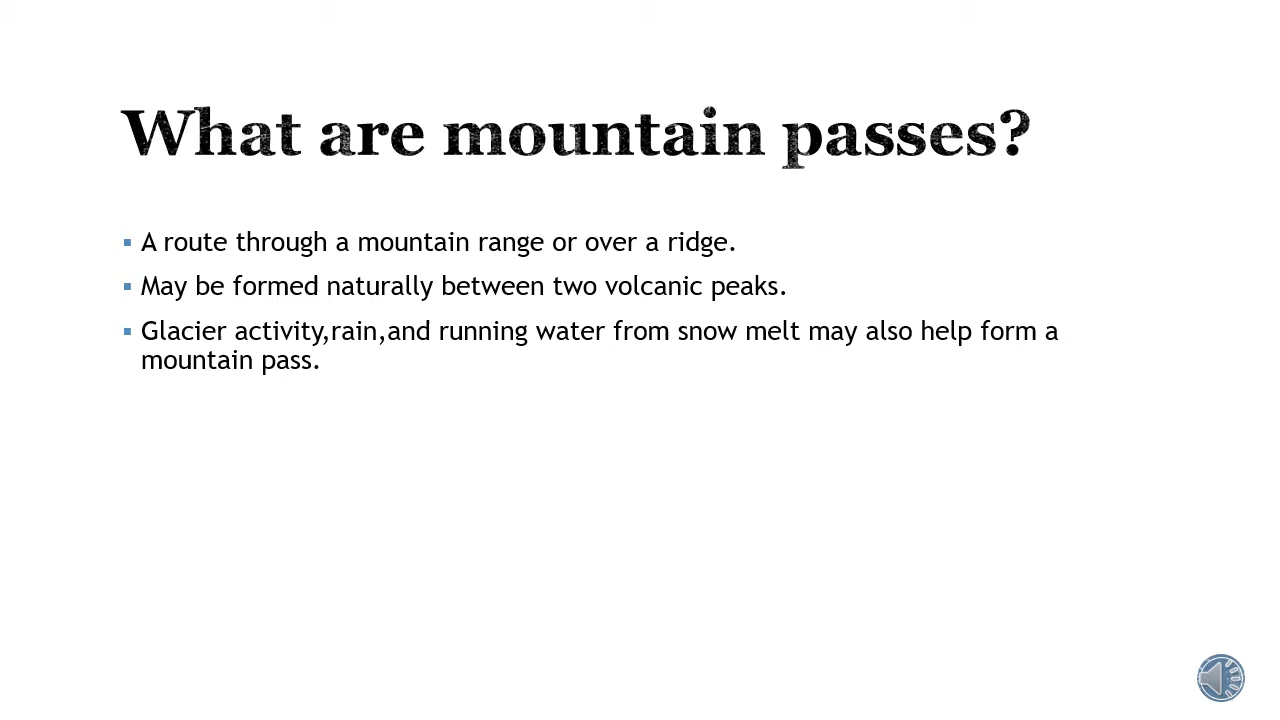 What are mountain passes?
▪ A route through a mountain range or over a ridge.
▪ May be formed naturally between two volcanic peaks.
▪ Glacier activity,rain,and running water from snow melt may also help form a
mountain pass.